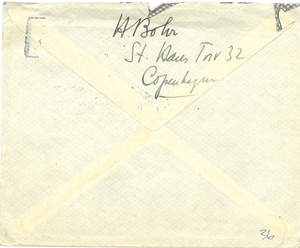 H Bohr
St. Hans Torv 32
Copenhagen
36